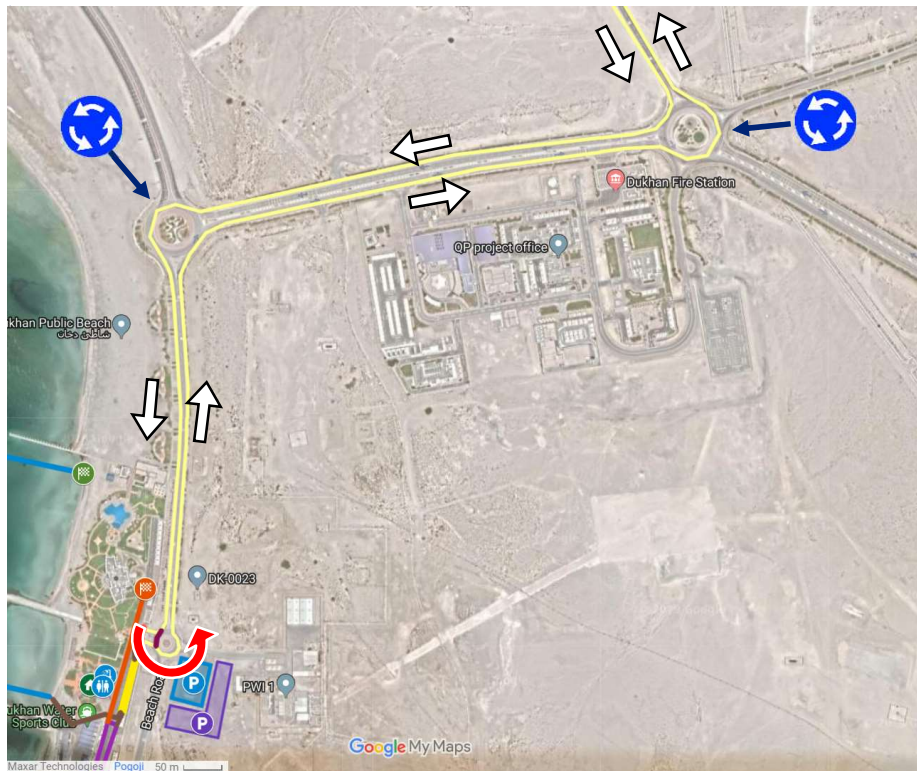 Dukhan Fire Station
QP project office
ukhan Public Beach
شاطئ دخان
DK-0023
P
PWI 1
P
Beach Roa
ukhan Water
Sports Club
Google My Maps
Maxar Technologies Pogoji 50 m